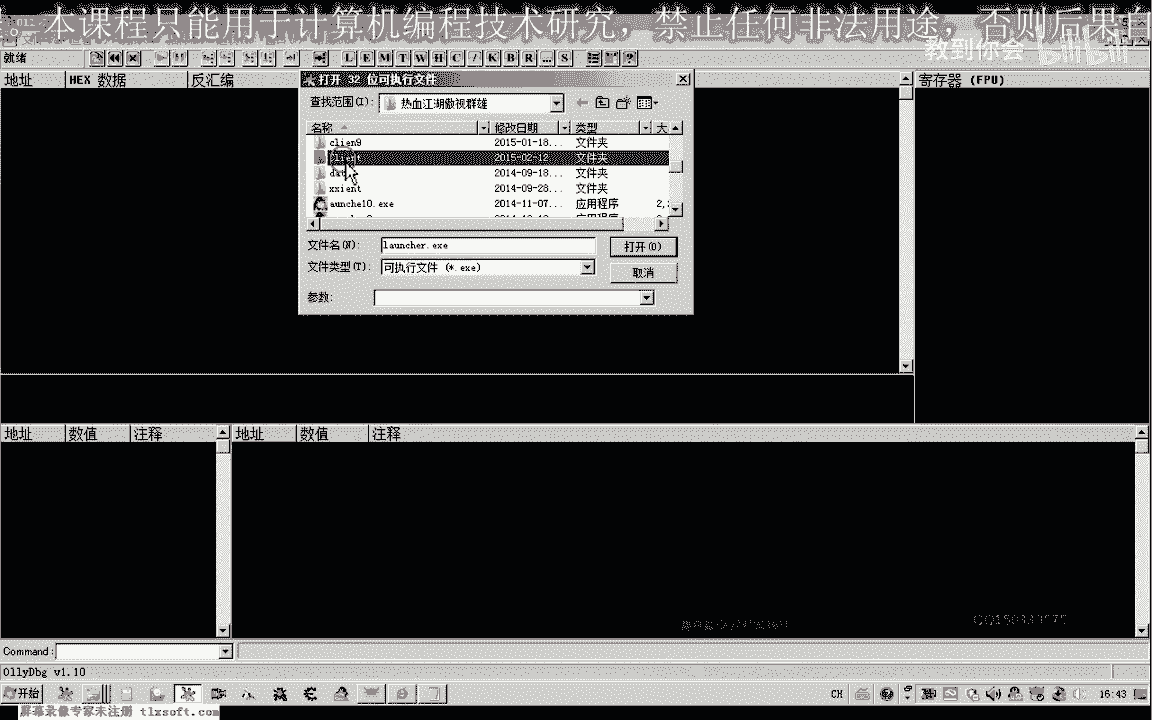 本课程只能用于计算机编程技术研究，禁止任何非法用途，否则后果自
教到你会 bilibili
就绪
L E M T W H C / K B R ... S
地址 HEX 数据 反汇编
寄存器 (FPU)
打开 32 位可执行文件
查找范围(I): 热血江湖傲视群雄
名称 修改日期 类型 大
clien9 2015-01-18... 文件夹
client 2015-02-12 文件夹
2014-09-18... 文件夹
xxient 2014-09-28... 文件夹
aunche10.exe 2014-11-07... 应用程序 2,
应用程序
文件名(N): launcher.exe 打开(O)
文件类型(T): 可执行文件 (*.exe) 取消
参数:
地址 数值 注释 地址 数值 注释
Command:
OllyDbg v1.10
开始 CH 16:43
屏幕录像专家未注册 tlxsoft.com